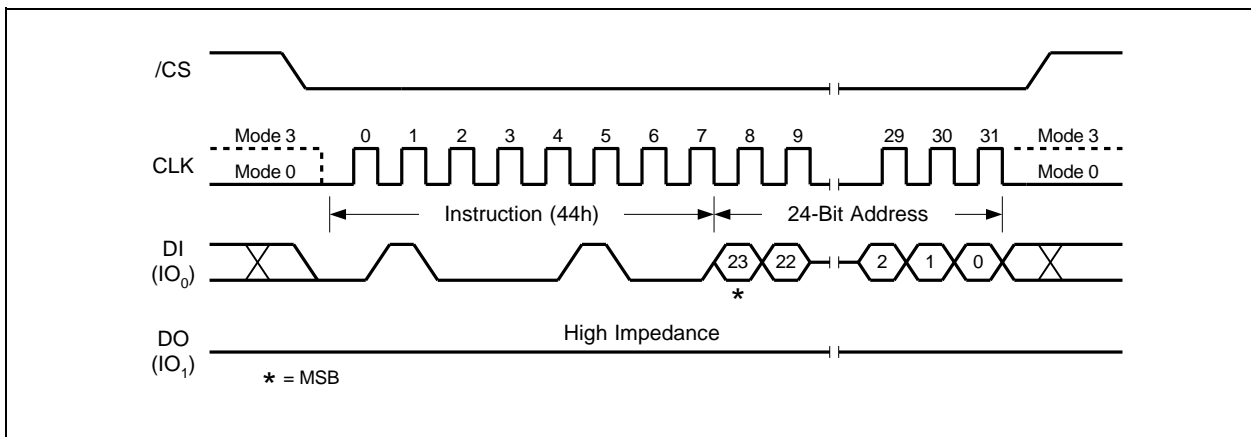 /CS
Mode 3 0 1 2 3 4 5 6 7 8 9 29 30 31 Mode 3
CLK Mode 0 Mode 0
Instruction (44h) 24-Bit Address
DI
(IO0) 23 22 2 1 0
*
High Impedance
DO
(IO1)
* = MSB